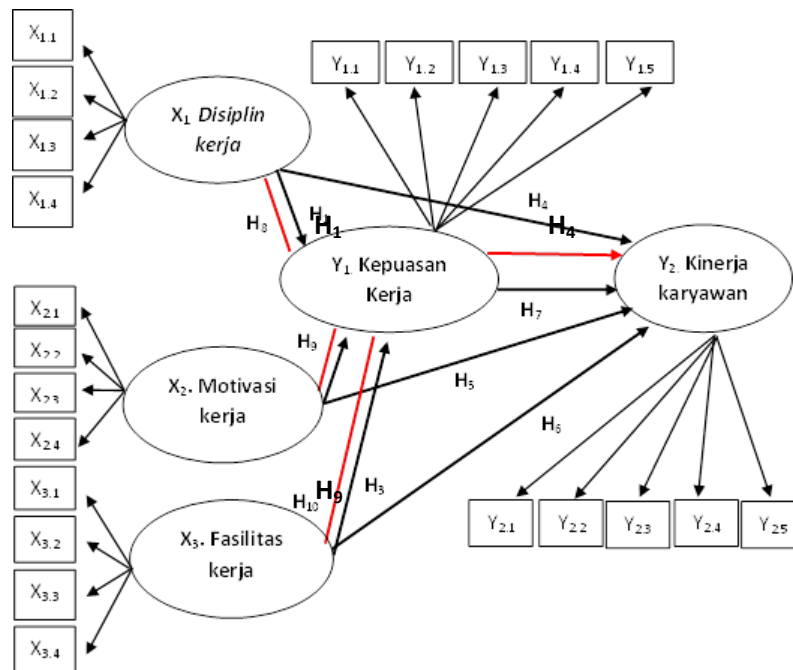 X1.1
X1.2
X1.3
X1.4
Y1.1
Y1.2
Y1.3
Y1.4
Y1.5
X1. Disiplin
kerja
H8
H1
H4
H4
Y1. Kepuasan
Kerja
Y2. Kinerja
karyawan
H7
X2.1
X2.2
X2.3
X2.4
H9
X2. Motivasi
kerja
H5
H6
X3.1
X3.2
X3.3
X3.4
H10
H9
H3
X3. Fasilitas
kerja
Y2.1
Y2.2
Y2.3
Y2.4
Y2.5